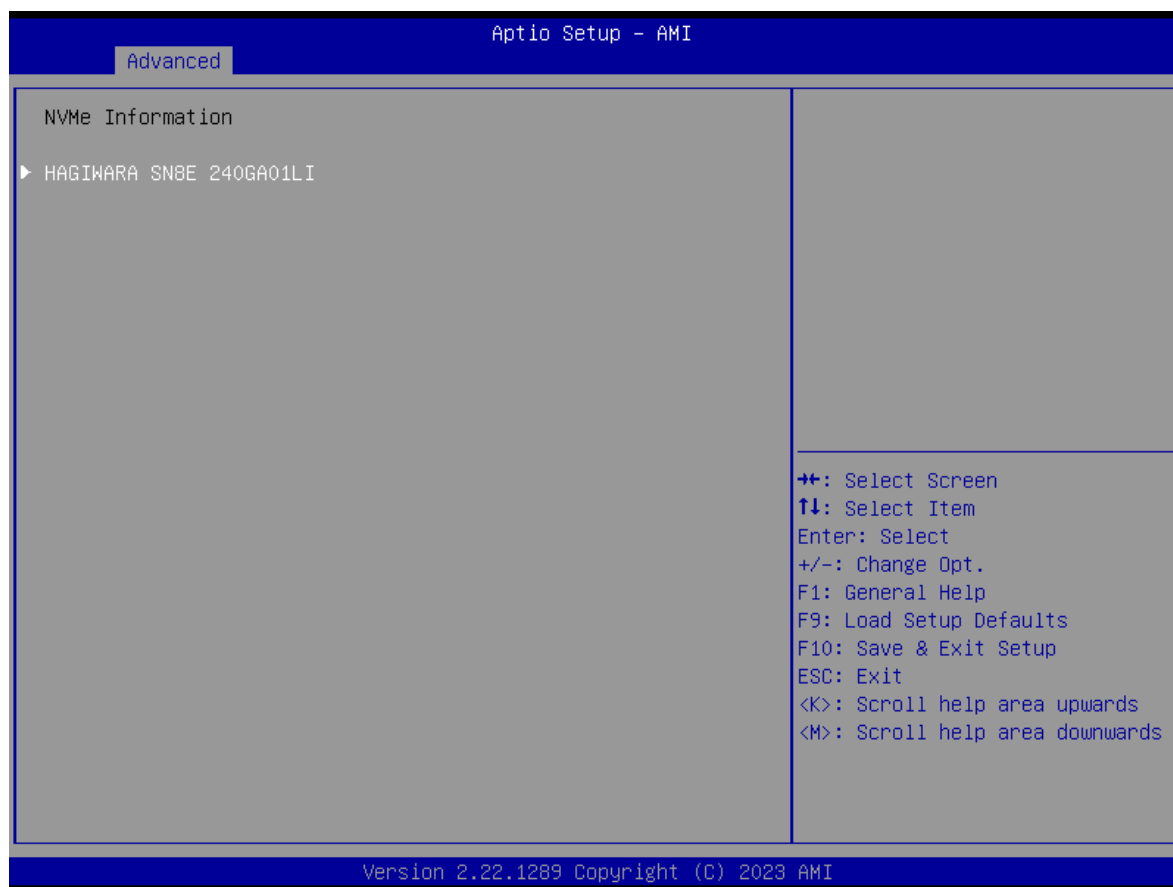 Aptio Setup – AMI
Advanced
NVMe Information
HAGIWARA SN8E 240GA01LI
→←: Select Screen
↑↓: Select Item
Enter: Select
+/-: Change Opt.
F1: General Help
F9: Load Setup Defaults
F10: Save & Exit Setup
ESC: Exit
<K>: Scroll help area upwards
<M>: Scroll help area downwards
Version 2.22.1289 Copyright (C) 2023 AMI